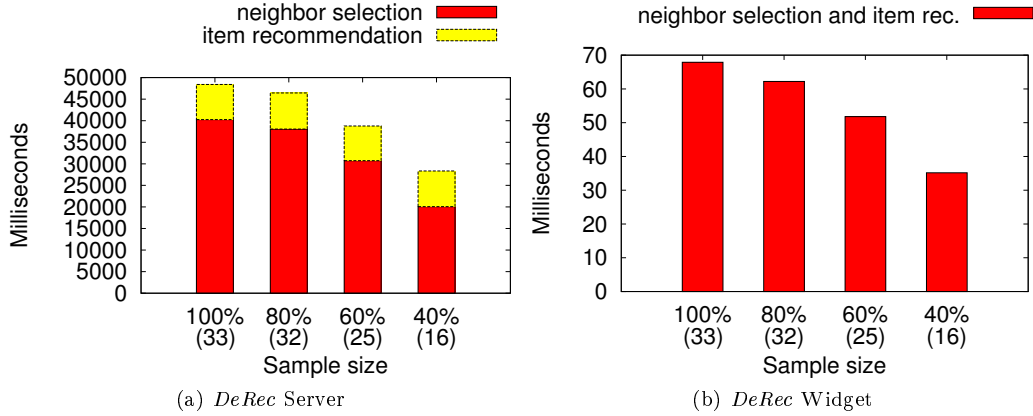 neighbor selection
item recommendation
50000
45000
40000
35000
30000
25000
20000
15000
10000
5000
0
Milliseconds
100% 80% 60% 40%
(33) (32) (25) (16)
Sample size
(a) DeRec Server
neighbor selection and item rec.
70
60
50
40
30
20
10
0
Milliseconds
100% 80% 60% 40%
(33) (32) (25) (16)
Sample size
(b) DeRec Widget